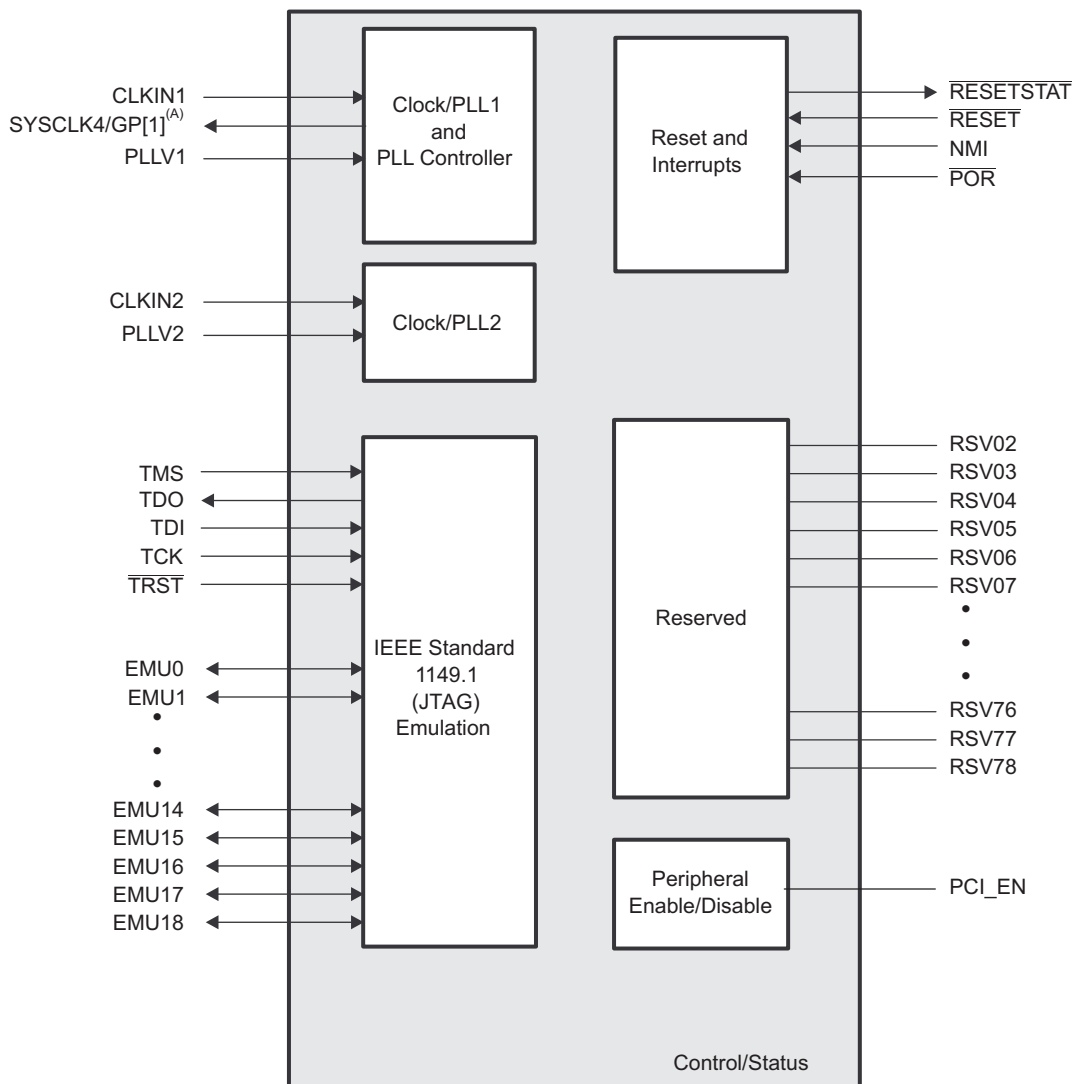 CLKIN1
SYSCLK4/GP[1](A)
PLLV1
Clock/PLL1
and
PLL Controller
Reset and
Interrupts
RESETSTAT
RESET
NMI
POR
CLKIN2
PLLV2
Clock/PLL2
TMS
TDO
TDI
TCK
TRST
EMU0
EMU1
•
•
•
EMU14
EMU15
EMU16
EMU17
EMU18
IEEE Standard
1149.1
(JTAG)
Emulation
Reserved
RSV02
RSV03
RSV04
RSV05
RSV06
RSV07
•
•
•
RSV76
RSV77
RSV78
Peripheral
Enable/Disable
PCI_EN
Control/Status